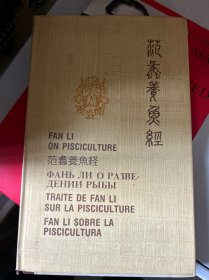 范蠡養魚經
FAN LI
ON PISCICULTURE
范蠡養魚经
ФАНЬ ЛИ О РАЗВЕ-
ДЕНИИ РЫБЫ
TRAITE DE FAN LI
SUR LA PISCICULTURE
FAN LI SOBRE LA
PISCICULTURA